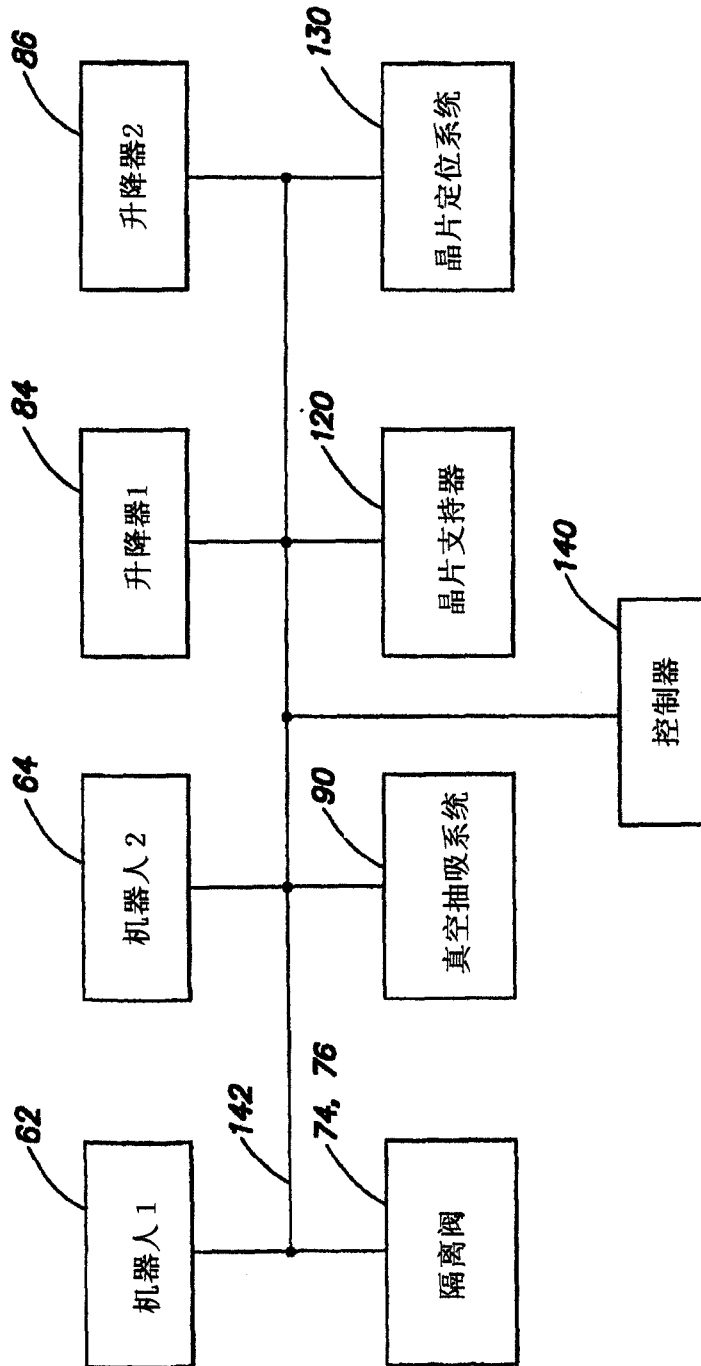 62
机器人1
64
机器人2
84
升降器1
86
升降器2
142
74, 76
隔离阀
90
真空抽吸系统
120
晶片支持器
130
晶片定位系统
140
控制器